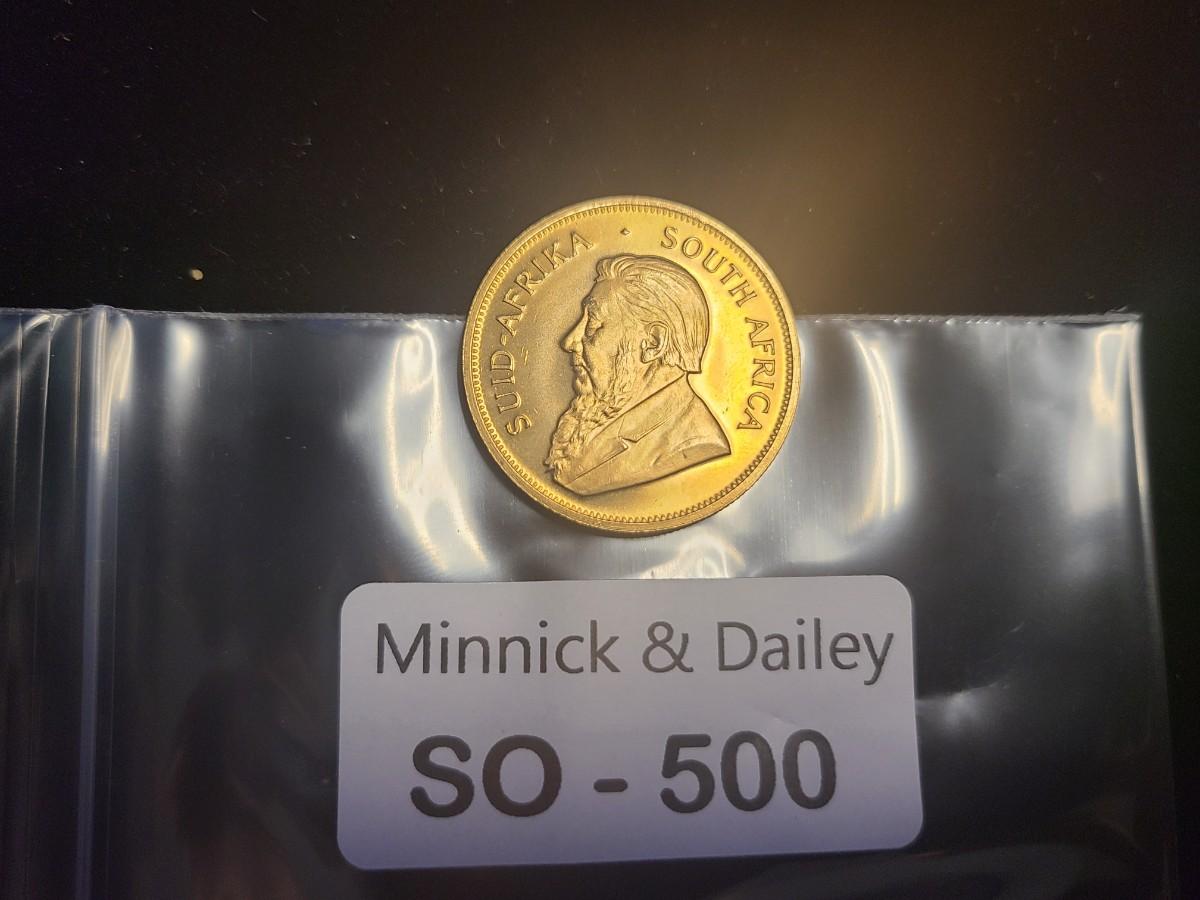 SUID-AFRIKA · SOUTH AFRICA
Minnick & Dailey
SO - 500